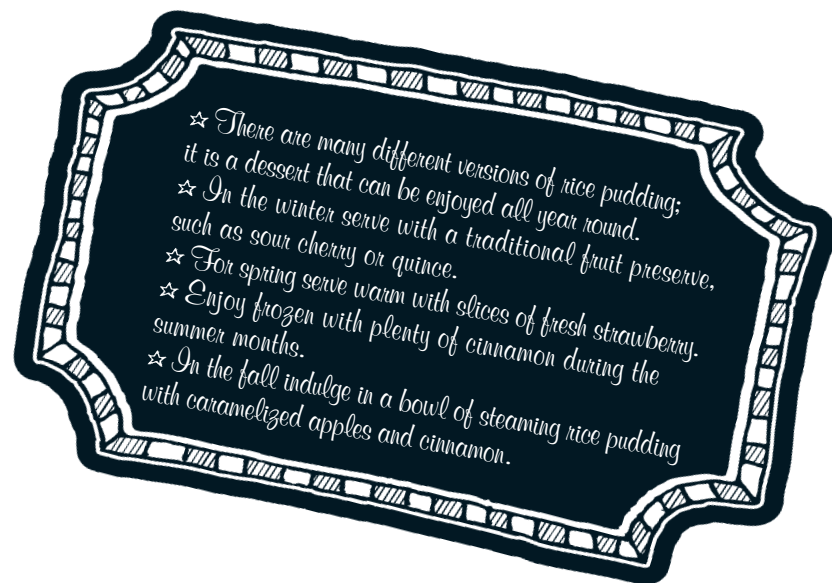 ☆ There are many different versions of rice pudding;
it is a dessert that can be enjoyed all year round.
☆ In the winter serve with a traditional fruit preserve,
such as sour cherry or quince.
☆ For spring serve warm with slices of fresh strawberry.
☆ Enjoy frozen with plenty of cinnamon during the
summer months.
☆ In the fall indulge in a bowl of steaming rice pudding
with caramelized apples and cinnamon.